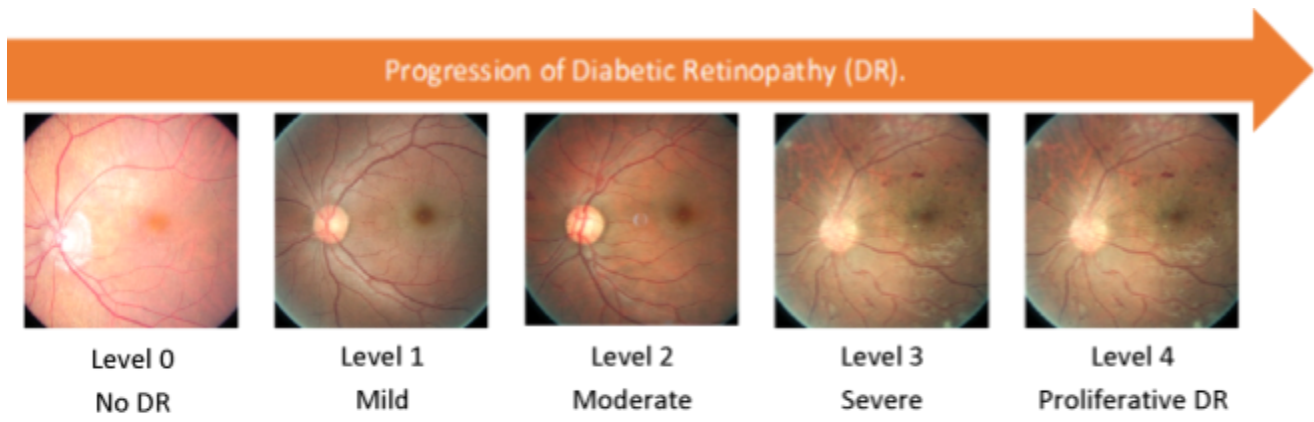 Progression of Diabetic Retinopathy (DR).
Level 0
No DR
Level 1
Mild
Level 2
Moderate
Level 3
Severe
Level 4
Proliferative DR